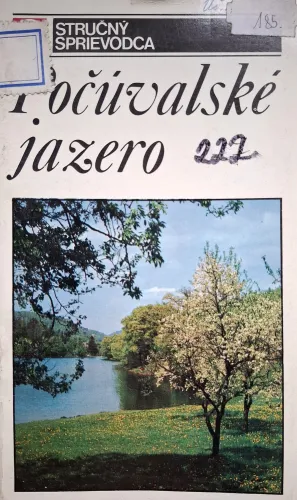 STRUČNÝ
SPRIEVODCA
185.
Počúvalské
jazero
227